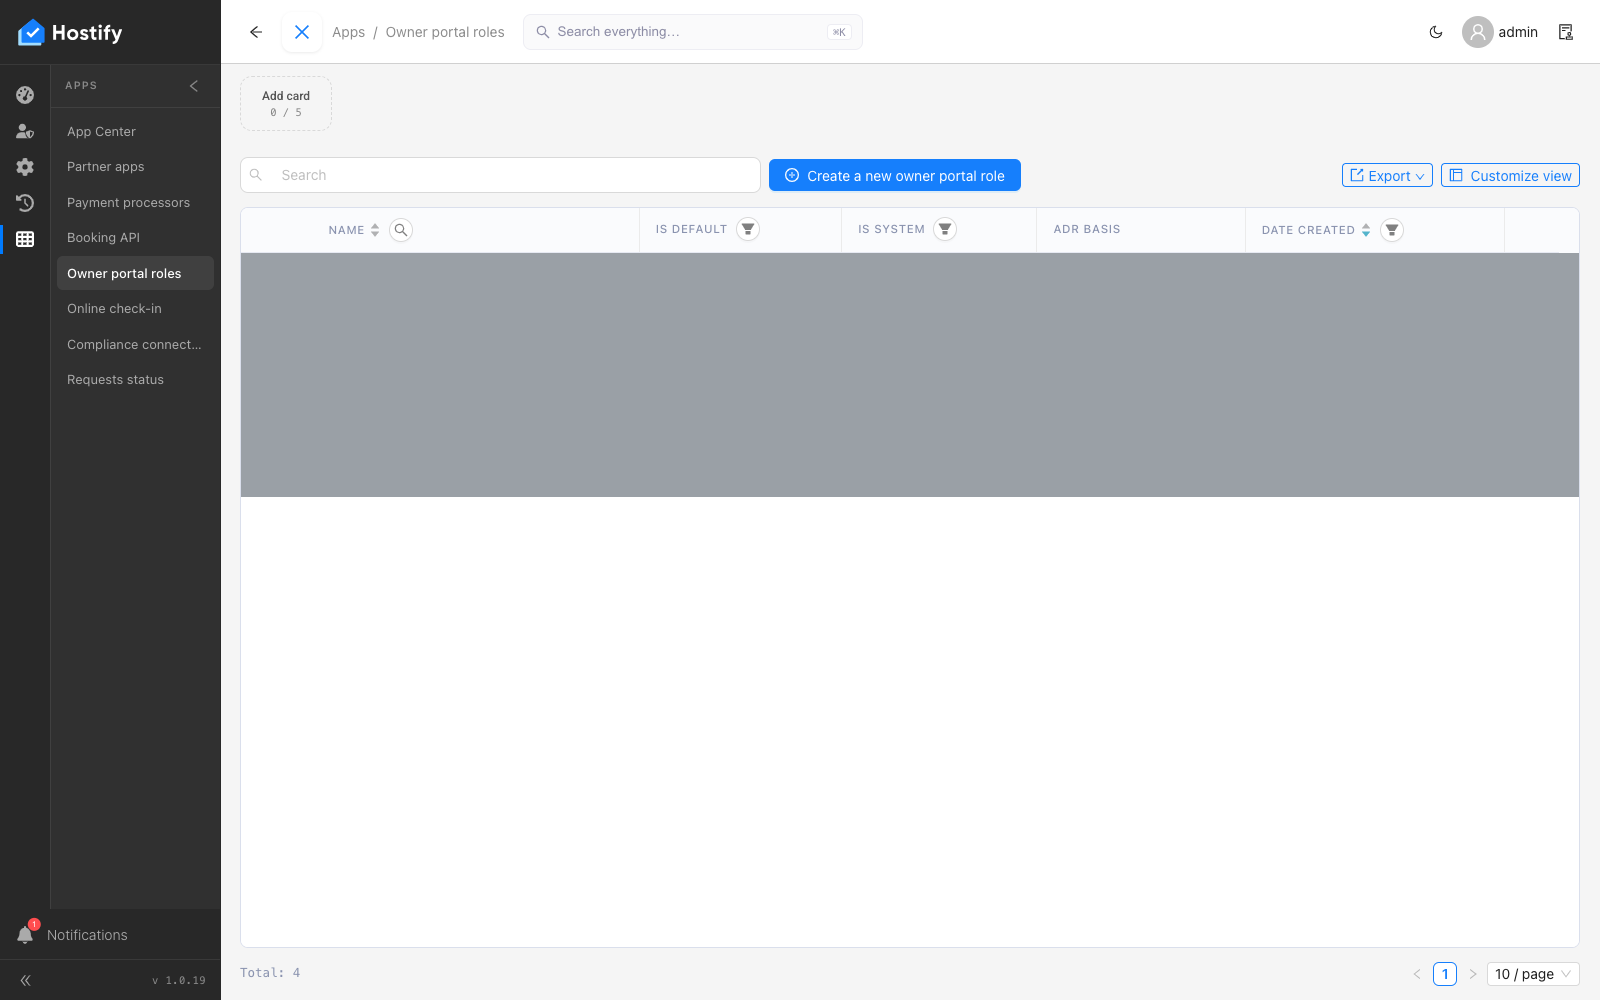 Hostify
Apps / Owner portal roles
Search everything...
⌘K
admin
APPS
App Center
Partner apps
Payment processors
Booking API
Owner portal roles
Online check-in
Compliance connect...
Requests status
Add card
0 / 5
Search
Create a new owner portal role
Export
Customize view
NAME
IS DEFAULT
IS SYSTEM
ADR BASIS
DATE CREATED
1
Notifications
v 1.0.19
Total: 4
1
10 / page